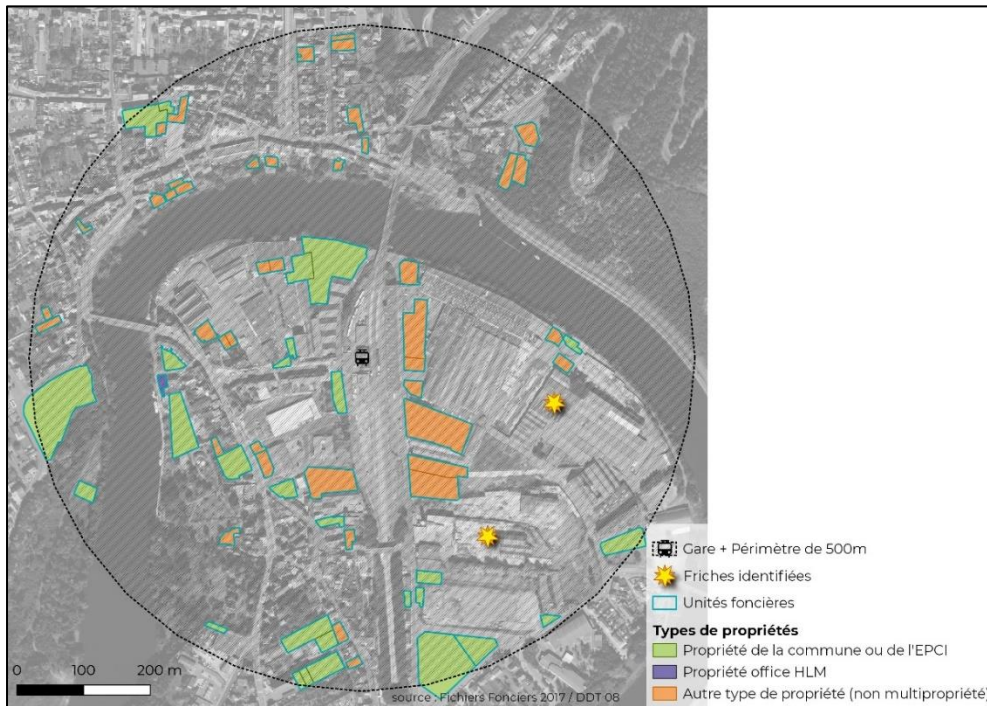 Gare + Périmètre de 500m
Friches identifiées
Unités foncières
Types de propriétés
Propriété de la commune ou de l'EPCI
Propriété office HLM
Autre type de propriété (non multipropriété)
0 100 200 m
source : Fichiers Fonciers 2017 / DDT 08